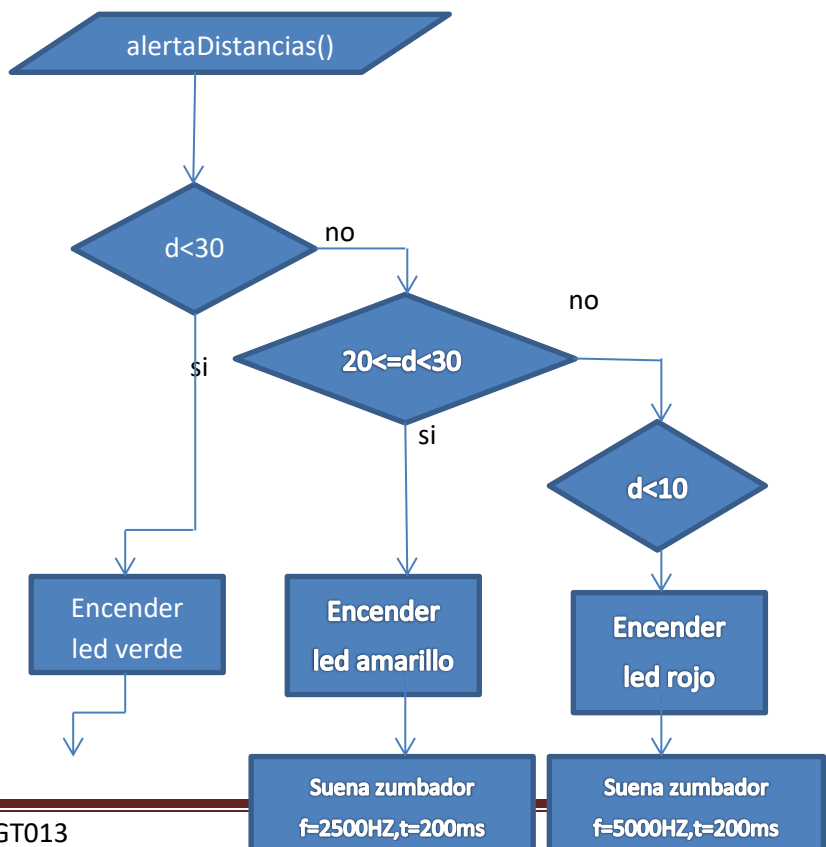 alertaDistancias()
d<30
no
no
20<=d<30
si
si
d<10
Encender
led verde
Encender
led amarillo
Encender
led rojo
Suena zumbador
f=2500HZ,t=200ms
Suena zumbador
f=5000HZ,t=200ms
GT013